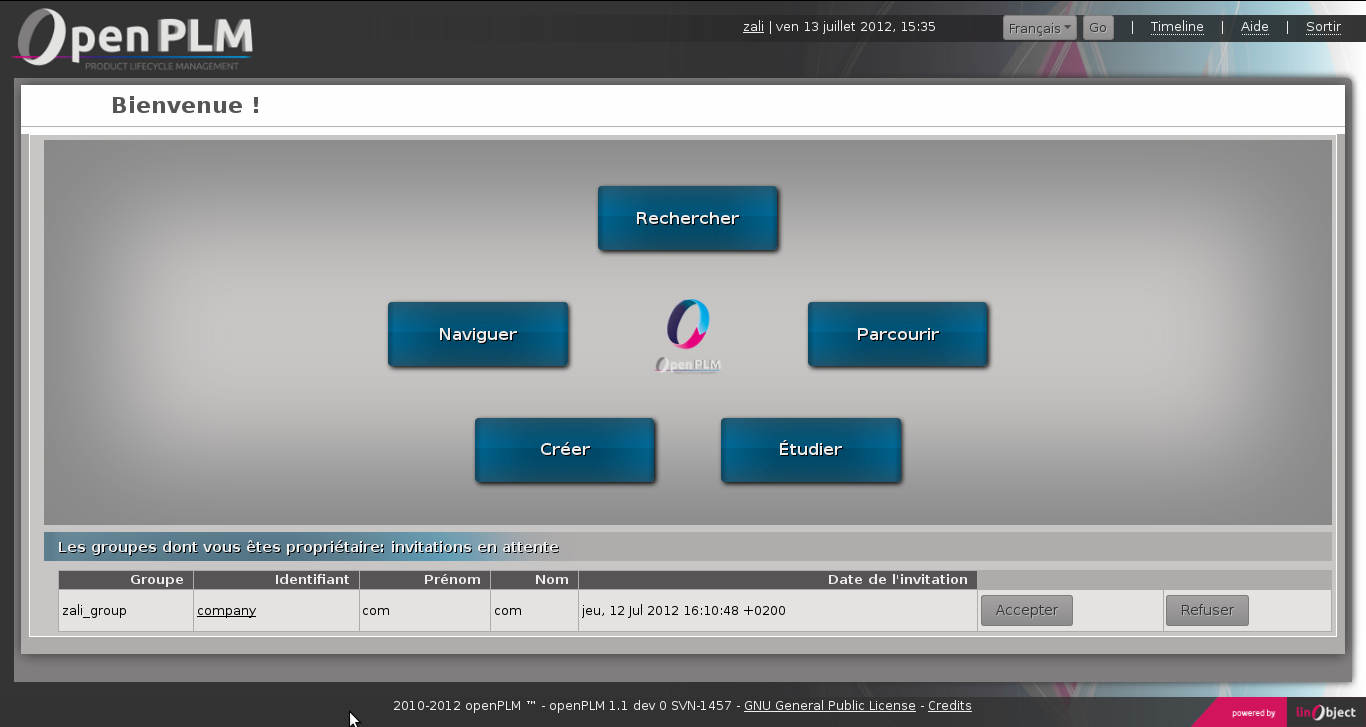 OpenPLM
PRODUCT LIFECYCLE MANAGEMENT
zali | ven 13 juillet 2012, 15:35 Français Go | Timeline | Aide | Sortir
Bienvenue !
Rechercher
Naviguer
Parcourir
OpenPLM
Créer
Étudier
Les groupes dont vous êtes propriétaire: invitations en attente
Groupe Identifiant Prénom Nom Date de l'invitation
zali_group company com com jeu, 12 Jul 2012 16:10:48 +0200 Accepter Refuser
2010-2012 openPLM ™ - openPLM 1.1 dev 0 SVN-1457 - GNU General Public License - Credits
powered by linObject